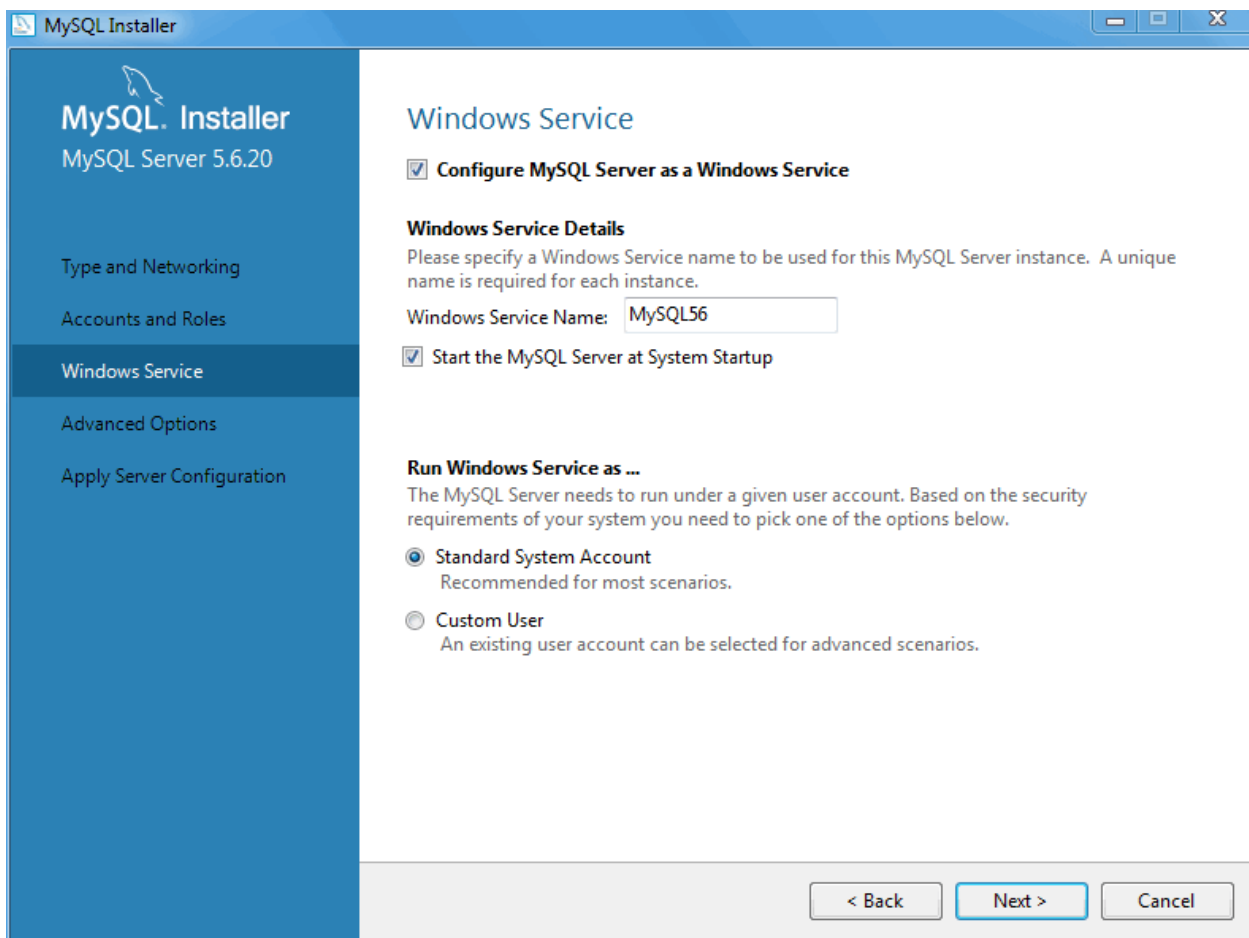 MySQL Installer
MySQL. Installer
MySQL Server 5.6.20
Type and Networking
Accounts and Roles
Windows Service
Advanced Options
Apply Server Configuration
Windows Service
Configure MySQL Server as a Windows Service
Windows Service Details
Please specify a Windows Service name to be used for this MySQL Server instance. A unique
name is required for each instance.
Windows Service Name: MySQL56
Start the MySQL Server at System Startup
Run Windows Service as ...
The MySQL Server needs to run under a given user account. Based on the security
requirements of your system you need to pick one of the options below.
Standard System Account
Recommended for most scenarios.
Custom User
An existing user account can be selected for advanced scenarios.
< Back Next > Cancel